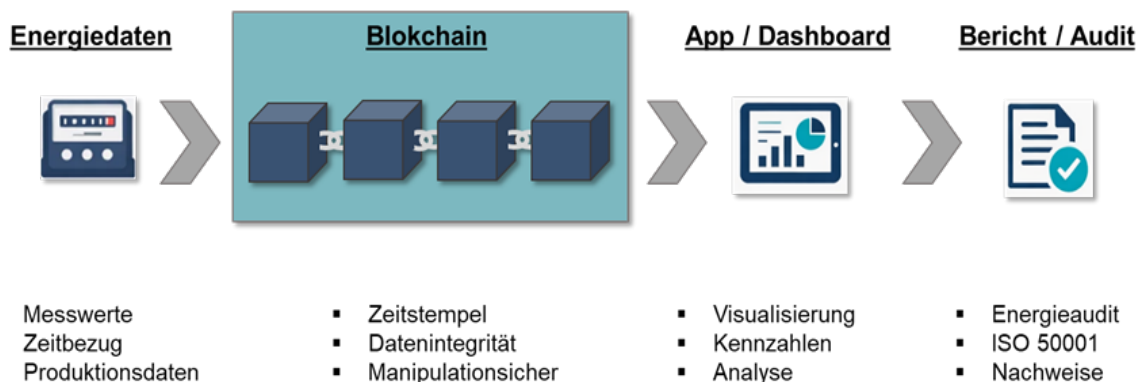 Energiedaten
Blokchain
App / Dashboard
Bericht / Audit
Messwerte
Zeitbezug
Produktionsdaten
▪ Zeitstempel
▪ Datenintegrität
▪ Manipulationsicher
▪ Visualisierung
▪ Kennzahlen
▪ Analyse
▪ Energieaudit
▪ ISO 50001
▪ Nachweise